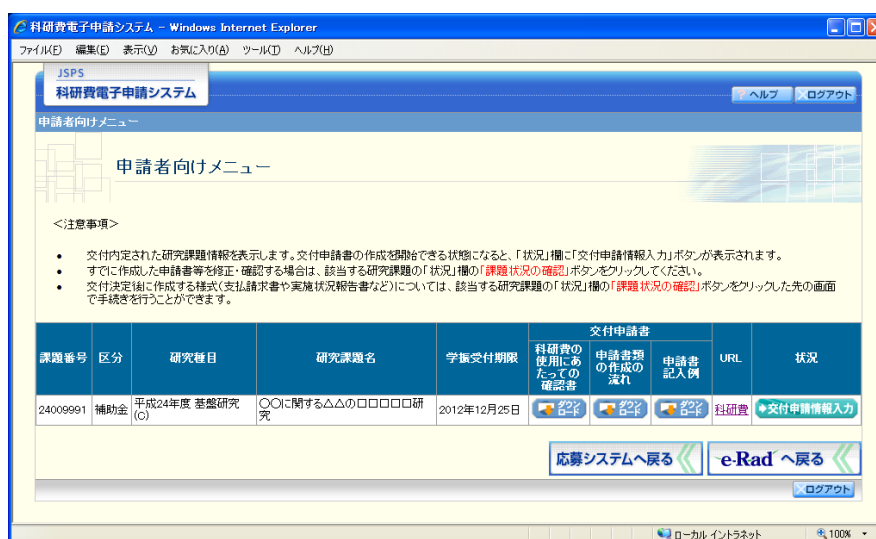 科研費電子申請システム - Windows Internet Explorer
ファイル(F) 編集(E) 表示(V) お気に入り(A) ツール(T) ヘルプ(H)
JSPS
科研費電子申請システム
ヘルプ ログアウト
申請者向けメニュー
申請者向けメニュー
＜注意事項＞
• 交付内定された研究課題情報を表示します。交付申請書の作成を開始できる状態になると、「状況」欄に「交付申請情報入力」ボタンが表示されます。
• すでに作成した申請書等を修正・確認する場合は、該当する研究課題の「状況」欄の「課題状況の確認」ボタンをクリックしてください。
• 交付決定後に作成する様式(支払請求書や実施状況報告書など)については、該当する研究課題の「状況」欄の「課題状況の確認」ボタンをクリックした先の画面
で手続きを行うことができます。
交付申請書
課題番号 区分 研究種目 研究課題名 学振受付期限 科研費の使用にあたっての確認書 申請書類の作成の流れ 申請書記入例 URL 状況
24009991 補助金 平成24年度 基盤研究(C) 〇〇に関する△△の□□□□□研究 2012年12月25日 ダウンロード ダウンロード ダウンロード 科研費 交付申請情報入力
応募システムへ戻る e-Rad へ戻る
ログアウト
ローカル イントラネット 100%